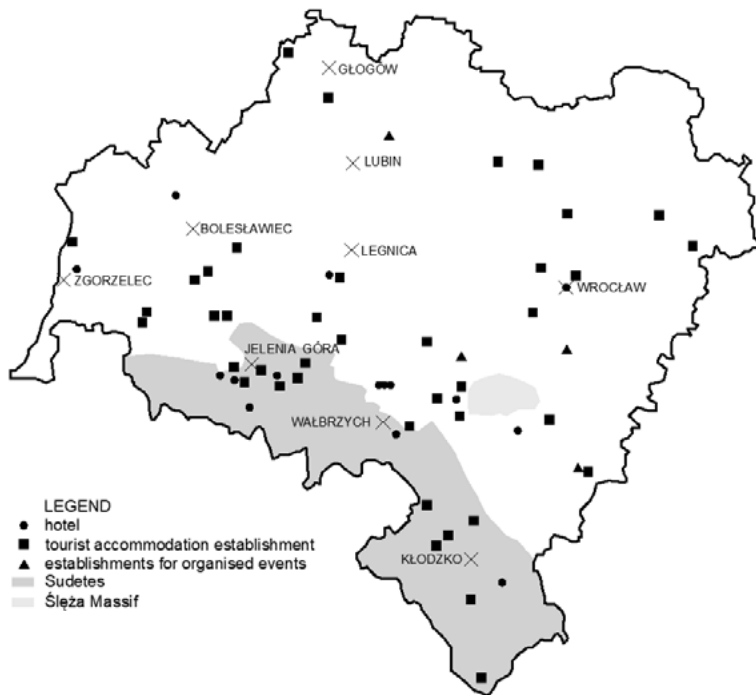 GŁOGÓW
LUBIN
BOLESŁAWIEC
LEGNICA
ZGORZELEC
WROCŁAW
JELENIA GÓRA
WAŁBRZYCH
KŁODZKO
LEGEND
hotel
tourist accommodation establishment
establishments for organised events
Sudetes
Ślęża Massif